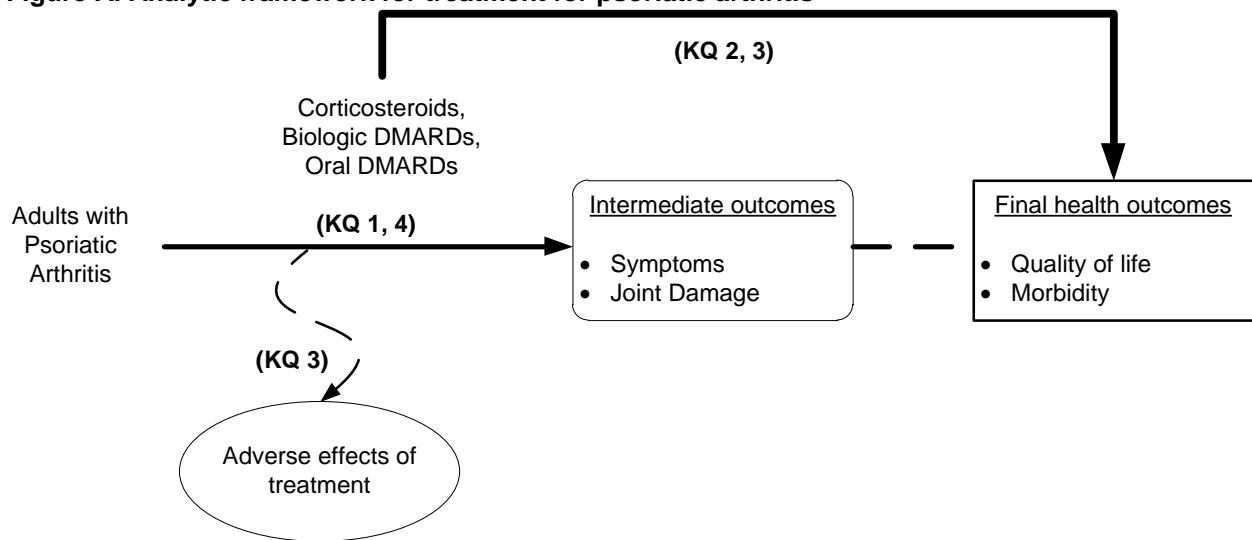 Figure A. Analytic framework for treatment for psoriatic arthritis
(KQ 2, 3)
Corticosteroids,
Biologic DMARDs,
Oral DMARDs
Adults with
Psoriatic
Arthritis
(KQ 1, 4)
Intermediate outcomes
• Symptoms
• Joint Damage
Final health outcomes
• Quality of life
• Morbidity
(KQ 3)
Adverse effects of
treatment